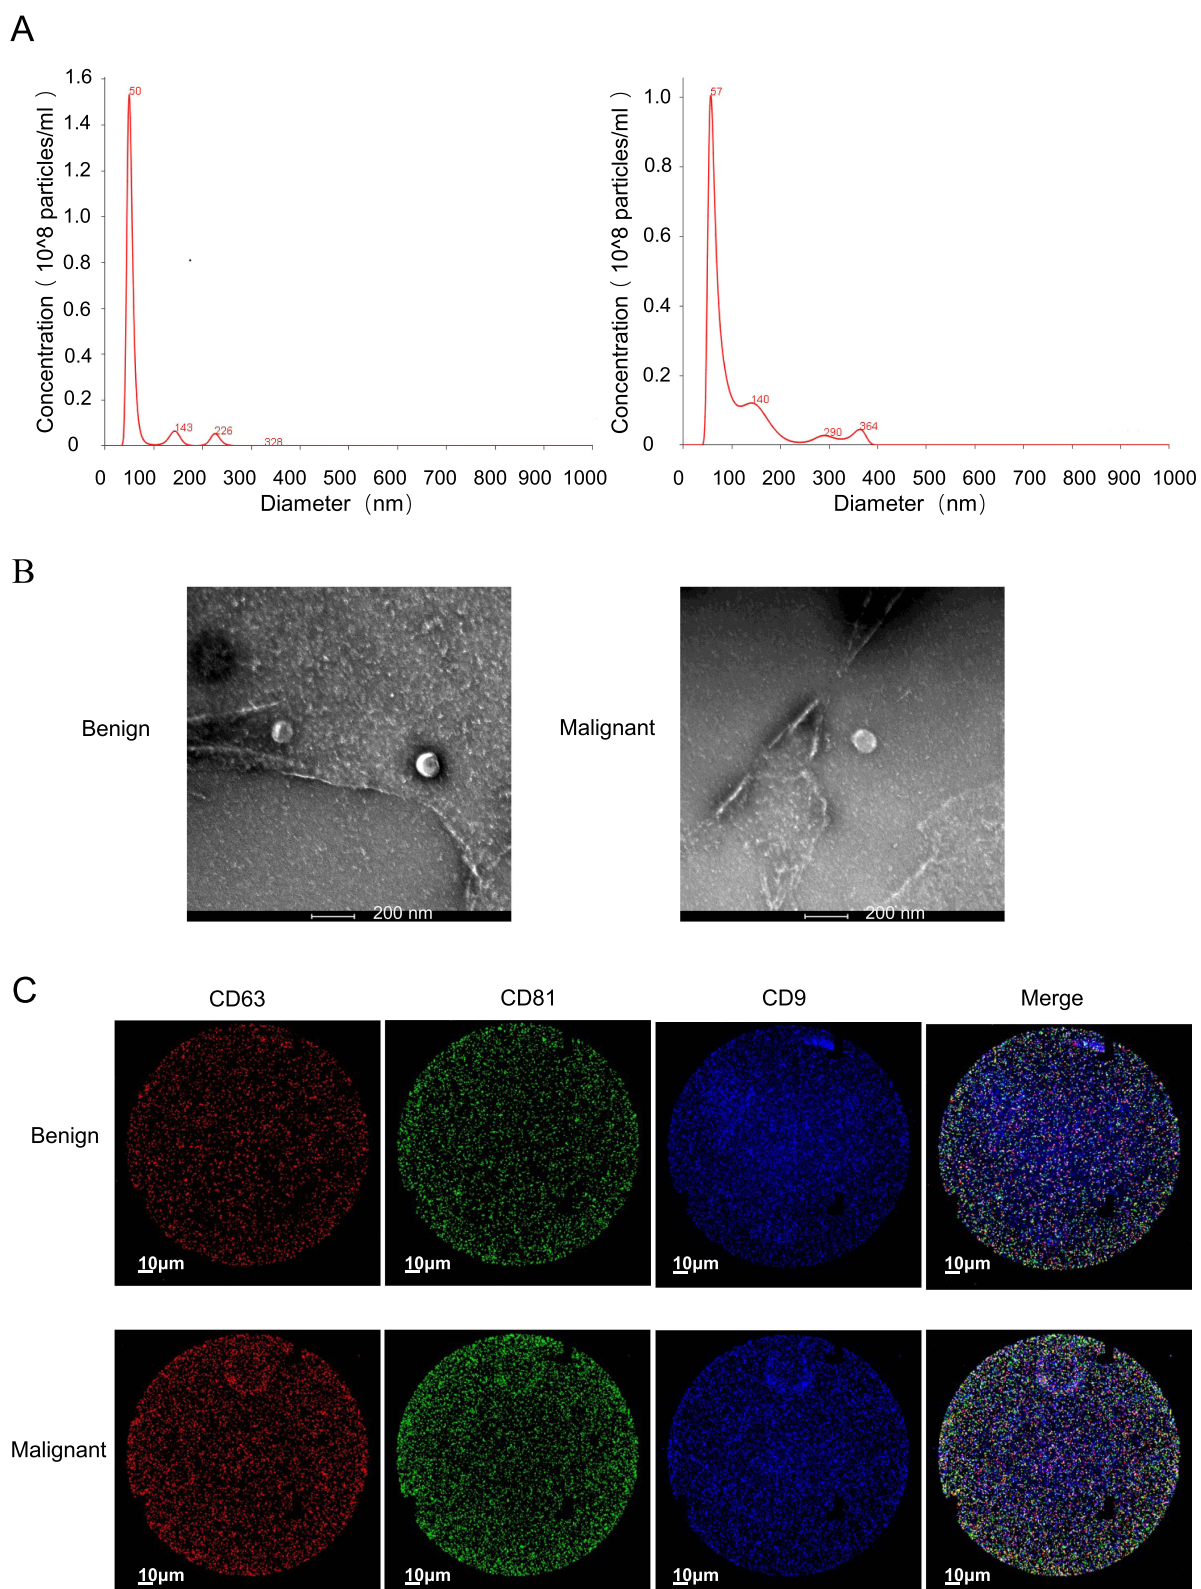 A
Concentration ( 10^8 particles/ml )
1.6
1.4
1.2
1.0
0.8
0.6
0.4
0.2
0
50
143
226
328
0 100 200 300 400 500 600 700 800 900 1000
Diameter (nm)
Concentration ( 10^8 particles/ml )
1.0
0.8
0.6
0.4
0.2
0
57
140
290
364
0 100 200 300 400 500 600 700 800 900 1000
Diameter (nm)
B
Benign
200 nm
Malignant
200 nm
C
CD63 CD81 CD9 Merge
Benign
10μm 10μm 10μm 10μm
Malignant
10μm 10μm 10μm 10μm